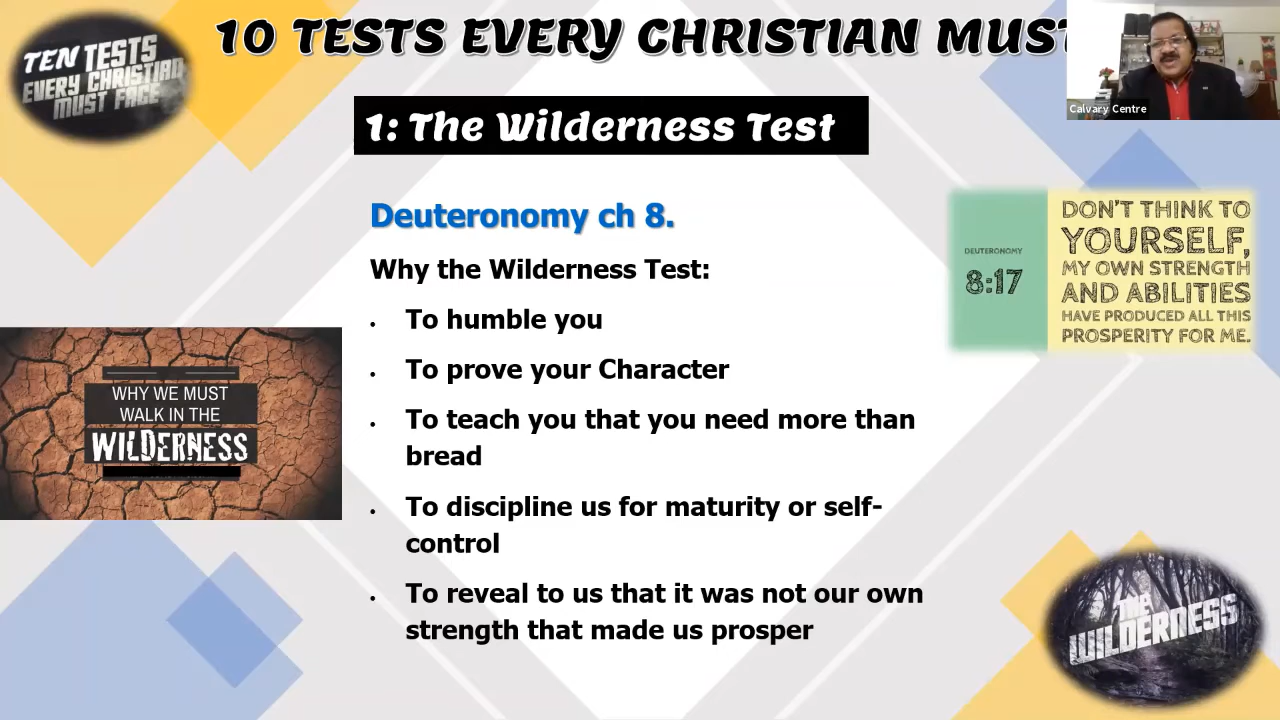 10 TESTS EVERY CHRISTIAN MUST
TEN TESTS
EVERY CHRISTIAN
MUST FACE
Calvary Centre
1: The Wilderness Test
Deuteronomy ch 8.
Why the Wilderness Test:
• To humble you
• To prove your Character
• To teach you that you need more than
bread
• To discipline us for maturity or self-
control
• To reveal to us that it was not our own
strength that made us prosper
DEUTERONOMY
8:17
DON'T THINK TO
YOURSELF,
MY OWN STRENGTH
AND ABILITIES
HAVE PRODUCED ALL THIS
PROSPERITY FOR ME.
WHY WE MUST
WALK IN THE
WILDERNESS
THE
WILDERNESS